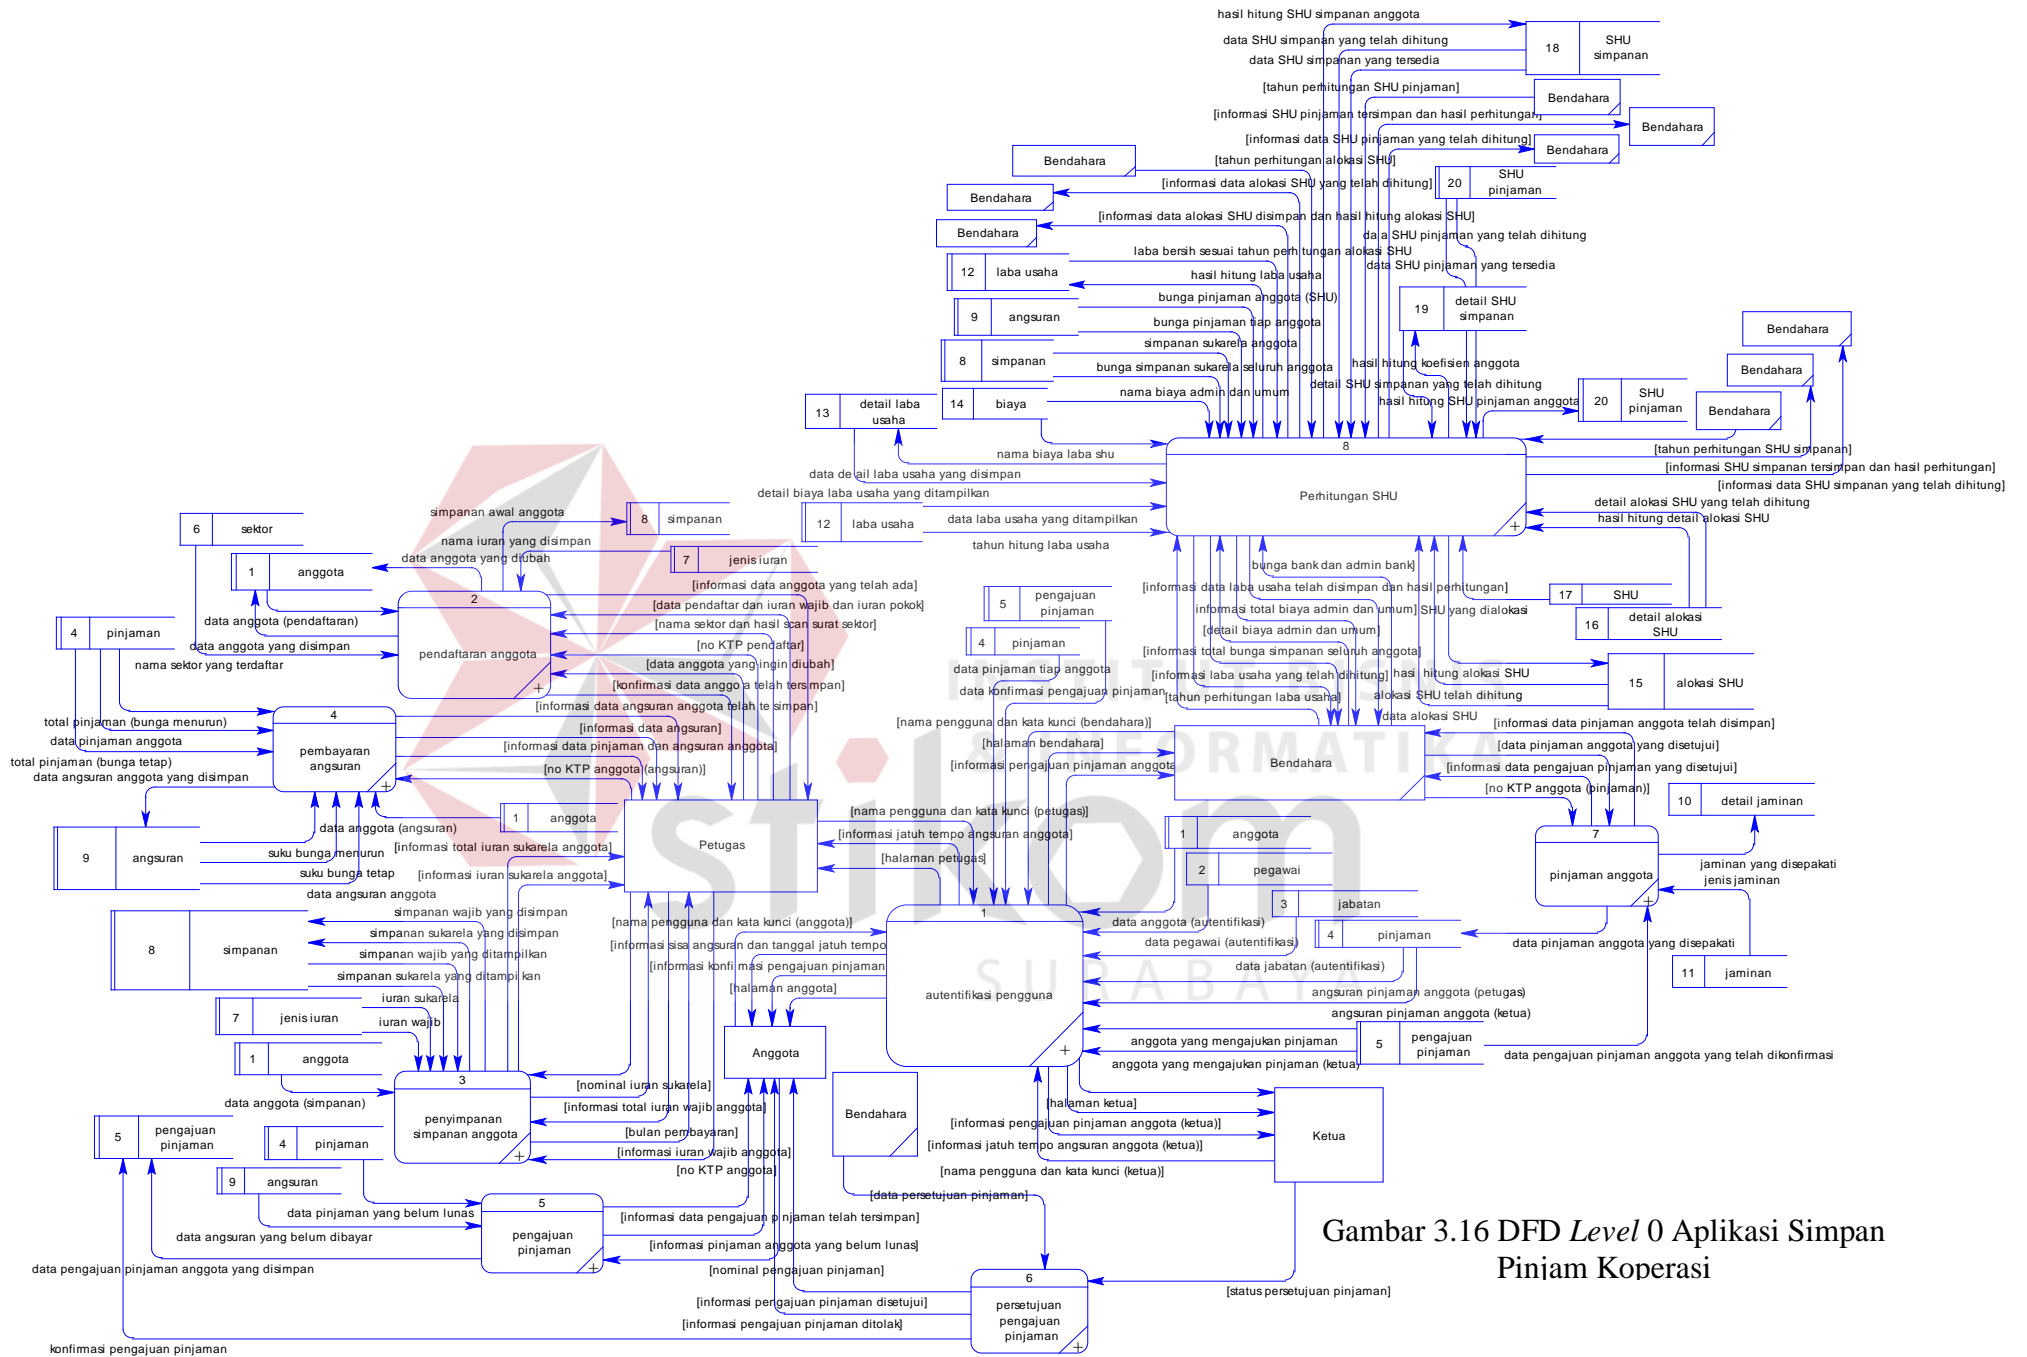 hasil hitung SHU simpanan anggota
data SHU simpanan yang telah dihitung
data SHU simpanan yang tersedia
18
SHU
simpanan
[tahun perhitungan SHU pinjaman]
Bendahara
[informasi SHU pinjaman tersimpan dan hasil perhitungan]
Bendahara
[informasi data SHU pinjaman yang telah dihitung]
Bendahara
Bendahara
[tahun perhitungan alokasi SHU]
[informasi data alokasi SHU yang telah dihitung]
Bendahara
20
SHU
pinjaman
[informasi data alokasi SHU disimpan dan hasil hitung alokasi SHU]
Bendahara
da a SHU pinjaman yang telah dihitung
laba bersih sesuai tahun perh tungan alokasi SHU
12
laba usaha
data SHU pinjaman yang tersedia
hasil hitung laba usaha
bunga pinjaman anggota (SHU)
9
angsuran
19
detail SHU
simpanan
bunga pinjaman tiap anggota
Bendahara
simpanan sukarela anggota
8
simpanan
bunga simpanan sukarela seluruh anggota
hasil hitung koefisien anggota
Bendahara
detail SHU simpanan yang telah dihitung
nama biaya admin dan umum
14
biaya
hasil hitung SHU pinjaman anggota
20
SHU
pinjaman
Bendahara
13
detail laba
usaha
8
Perhitungan SHU
nama biaya laba shu
[tahun perhitungan SHU simpanan]
data de ail laba usaha yang disimpan
[informasi SHU simpanan tersimpan dan hasil perhitungan]
detail biaya laba usaha yang ditampilkan
[informasi data SHU simpanan yang telah dihitung]
detail alokasi SHU yang telah dihitung
12
laba usaha
data laba usaha yang ditampilkan
hasil hitung detail alokasi SHU
tahun hitung laba usaha
simpanan awal anggota
8
simpanan
6
sektor
nama iuran yang disimpan
data anggota yang diubah
7
jenis iuran
1
anggota
[informasi data anggota yang telah ada]
bunga bank dan admin bank]
[informasi data laba usaha telah disimpan dan hasil perhitungan]
17
SHU
2
pendaftaran anggota
[data pendaftar dan iuran wajib dan iuran pokok]
5
pengajuan
pinjaman
informasi total biaya admin dan umum]
SHU yang dialokasi
16
detail alokasi
SHU
data anggota (pendaftaran)
[nama sektor dan hasil scan surat sektor]
4
pinjaman
[detail biaya admin dan umum]
4
pinjaman
data anggota yang disimpan
[no KTP pendaftar]
[informasi total bunga simpanan seluruh anggota]
nama sektor yang terdaftar
[data anggota yang ingin diubah]
data pinjaman tiap anggota
[informasi laba usaha yang telah dihitung]
hasi hitung alokasi SHU
15
alokasi SHU
[konfirmasi data anggo a telah ters mpan]
data konfirmasi pengajuan pinjaman
[tahun perhitungan laba usaha]
alokasi SHU telah dihitung
[informasi data angsuran anggota telah te simpan]
data alokasi SHU
INSTITUT BISNIS
& INFORMATIKA
stikom
SURABAYA
4
pembayaran
angsuran
total pinjaman (bunga menurun)
[informasi data angsuran]
[nama pengguna dan kata kunci (bendahara)]
[informasi data pinjaman anggota telah disimpan]
data pinjaman anggota
[informasi data pinjaman dan angsuran anggota]
[halaman bendahara]
[data pinjaman anggota yang disetujui]
total pinjaman (bunga tetap)
[no KTP anggota (angsuran)]
[informasi pengajuan pinjaman anggota
Bendahara
[informasi data pengajuan pinjaman yang disetujui]
data angsuran anggota yang disimpan
[no KTP anggota (pinjaman)]
10
detail jaminan
1
anggota
[nama pengguna dan kata kunci (petugas)]
data anggota (angsuran)
[informasi jatuh tempo angsuran anggota]
1
anggota
7
pinjaman anggota
9
angsuran
[informasi total iuran sukarela anggota]
Petugas
suku bunga menurun
[halaman petugas]
2
pegawai
jaminan yang disepakati
suku bunga tetap
[informasi iuran sukarela anggota]
jenis jaminan
data angsuran anggota
3
jabatan
simpanan wajib yang disimpan
[nama pengguna dan kata kunci (anggota)]
1
autentifikasi pengguna
data anggota (autentifikasi)
4
pinjaman
8
simpanan
simpanan sukarela yang disimpan
[informasi sisa angsuran dan tanggal jatuh tempo
data pegawai (autentifikasi)
data pinjaman anggota yang disepakati
simpanan wajib yang ditampilkan
[informasi konfi masi pengajuan pinjaman
data jabatan (autentifikasi)
11
jaminan
simpanan sukarela yang ditampi kan
[halaman anggota]
angsuran pinjaman anggota (petugas)
iuran sukarela
angsuran pinjaman anggota (ketua)
7
jenis iuran
iuran wajib
1
anggota
Anggota
anggota yang mengajukan pinjaman
5
pengajuan
pinjaman
data pengajuan pinjaman anggota yang telah dikonfirmasi
anggota yang mengajukan pinjaman (ketua)
3
penyimpanan
simpanan anggota
[nominal iuran sukarela]
data anggota (simpanan)
[informasi total iuran wajib anggota]
Bendahara
[halaman ketua]
[informasi pengajuan pinjaman anggota (ketua)]
Ketua
[bulan pembayaran]
[informasi jatuh tempo angsuran anggota (ketua)]
5
pengajuan
pinjaman
4
pinjaman
[informasi iuran wajib anggota]
[no KTP anggota]
[nama pengguna dan kata kunci (ketua)]
9
angsuran
[data persetujuan pinjaman]
data pinjaman yang belum lunas
5
pengajuan
pinjaman
[informasi data pengajuan p njaman telah tersimpan]
data angsuran yang belum dibayar
[informasi pinjaman anggota yang belum lunas]
data pengajuan pinjaman anggota yang disimpan
[nominal pengajuan pinjaman]
6
persetujuan
pengajuan
pinjaman
[status persetujuan pinjaman]
[informasi pengajuan pinjaman disetujui]
[informasi pengajuan pinjaman ditolak]
konfirmasi pengajuan pinjaman
Gambar 3.16 DFD Level 0 Aplikasi Simpan
Pinjam Koperasi